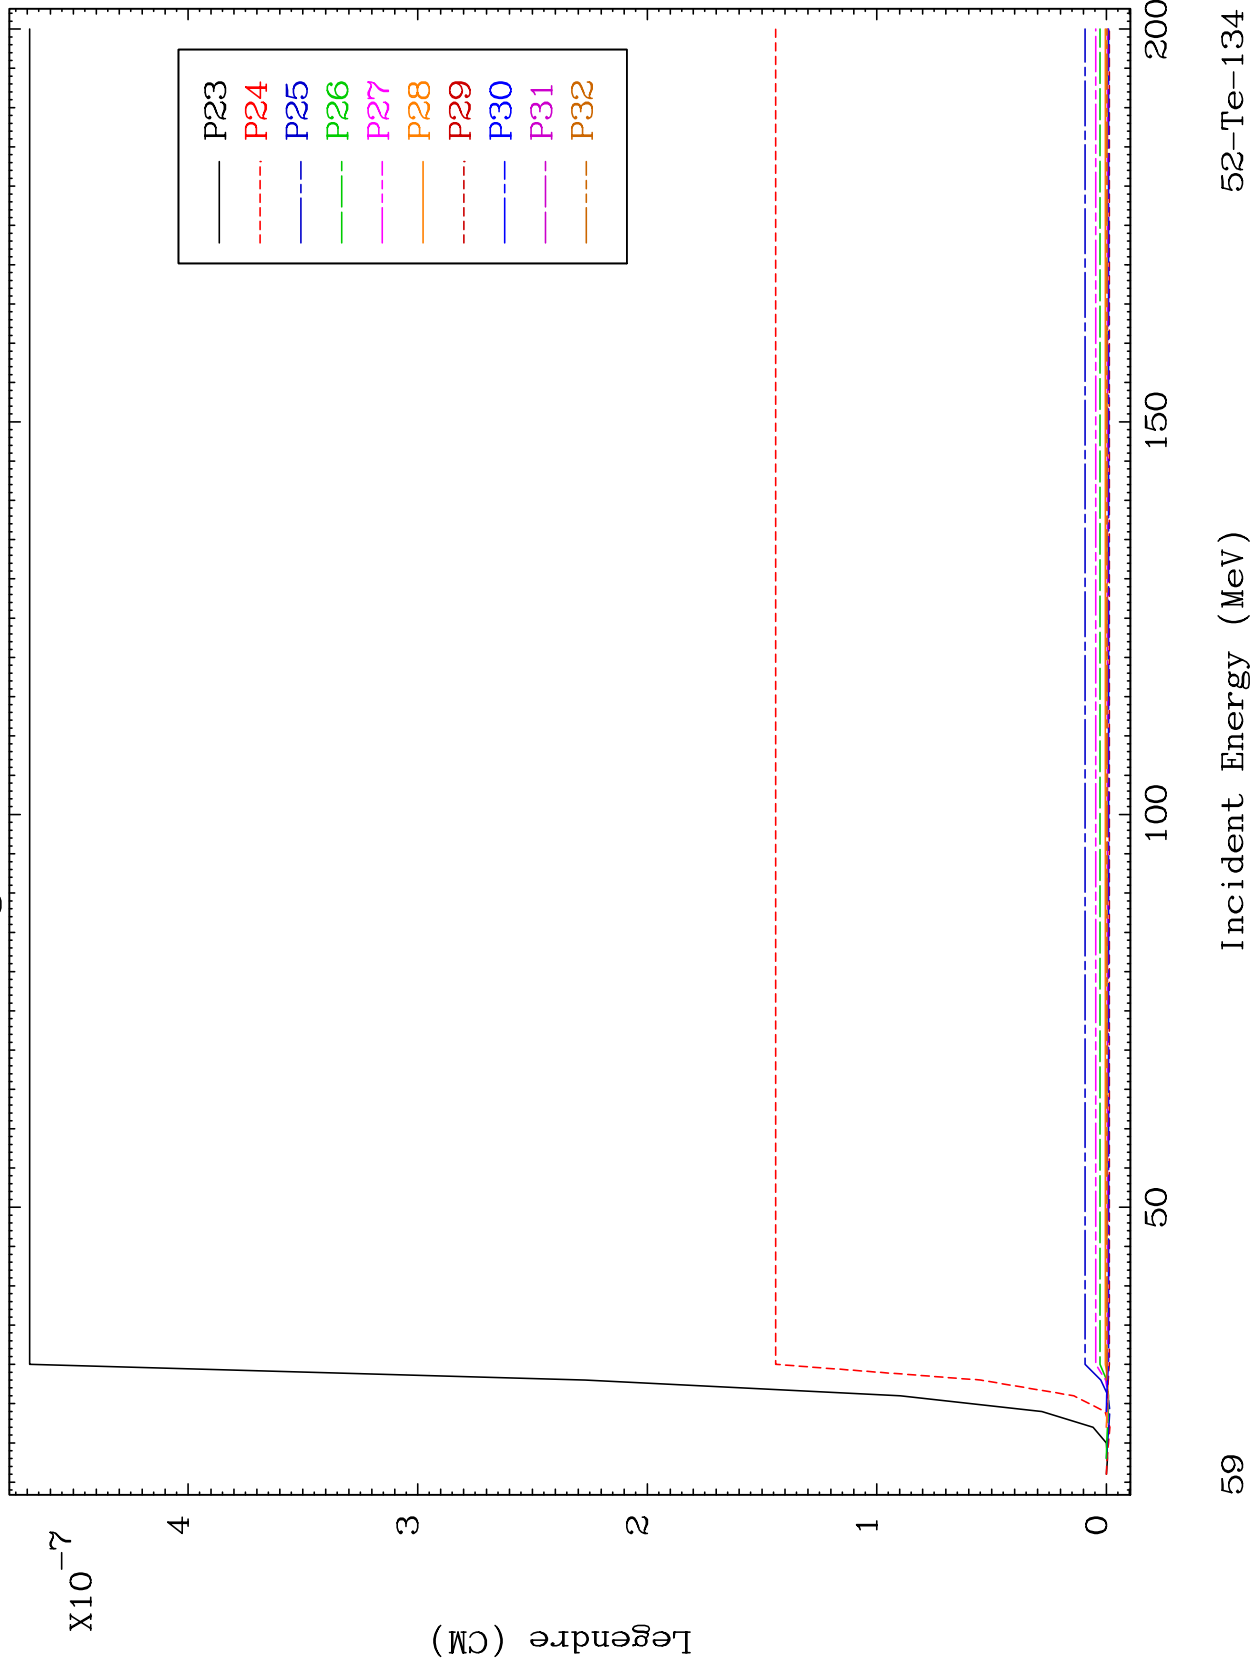 X10-7
4
3
2
1
0
Legendre (CM)
P23
P24
P25
P26
P27
P28
P29
P30
P31
P32
50
100
150
200
Incident Energy (MeV)
59
52-Te-134